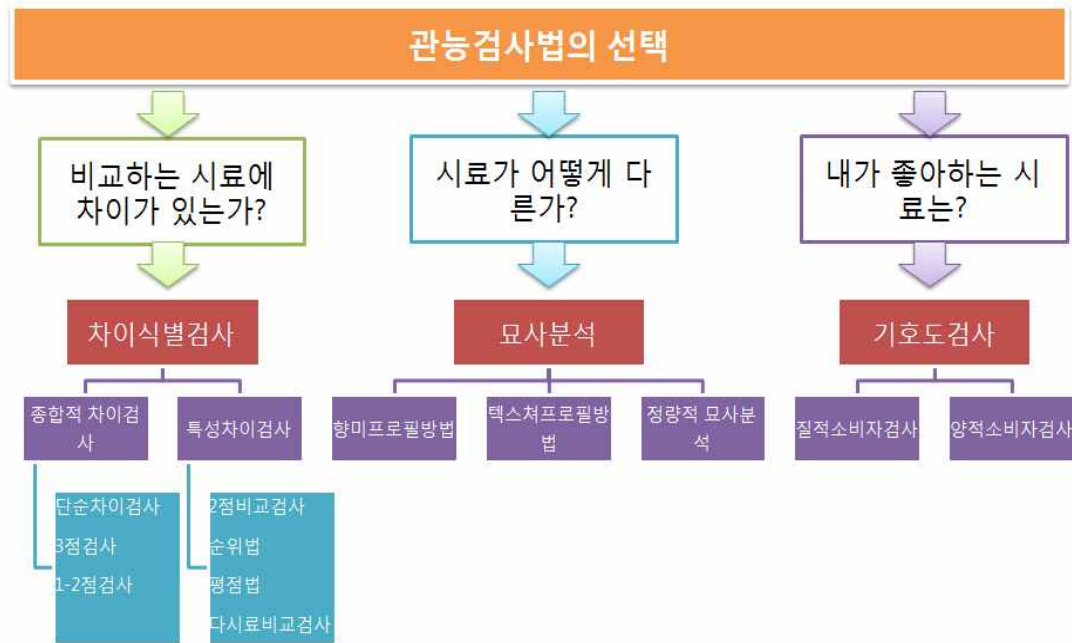 관능검사법의 선택
비교하는 시료에
차이가 있는가?
시료가 어떻게 다
른가?
내가 좋아하는 시
료는?
차이식별검사
묘사분석
기호도검사
종합적 차이검
사
특성차이검사
향미프로필방법
텍스쳐프로필방
법
정량적 묘사분
석
질적소비자검사
양적소비자검사
단순차이검사
3점검사
1-2점검사
2점비교검사
순위법
평점법
다시료비교검사